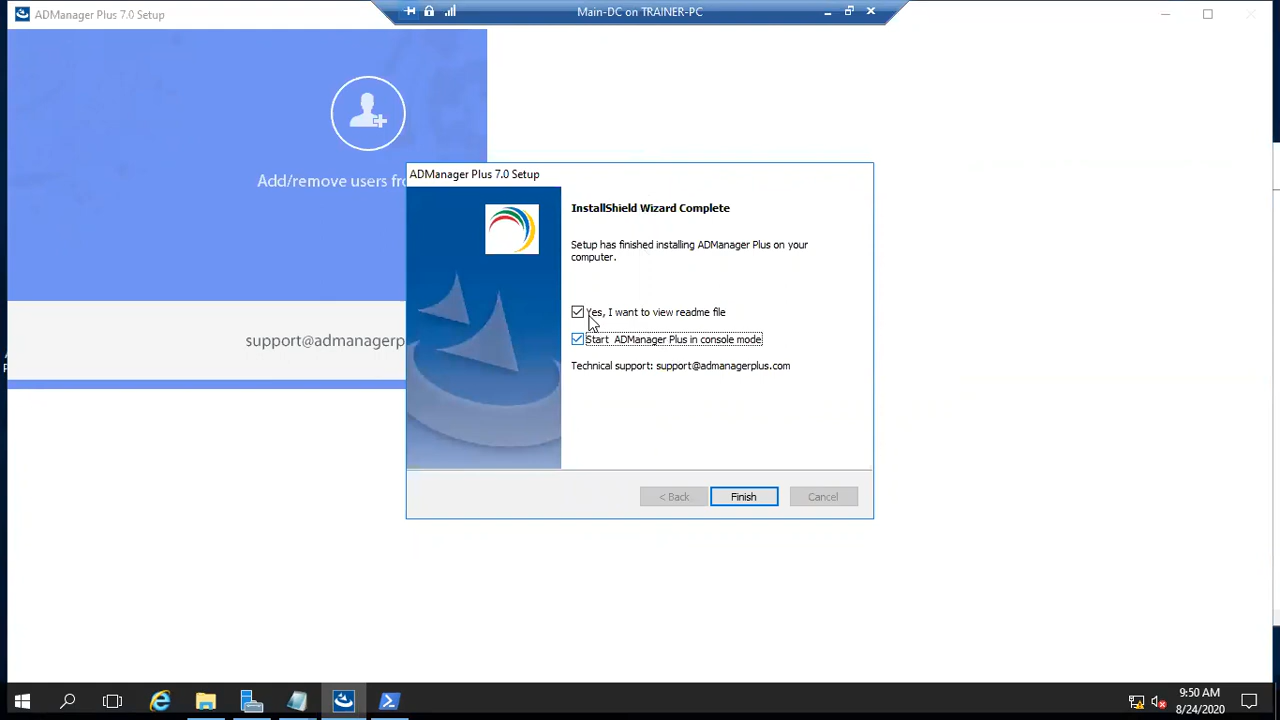 ADManager Plus 7.0 Setup
Main-DC on TRAINER-PC
Add/remove users fr
support@admanagerp
ADManager Plus 7.0 Setup
InstallShield Wizard Complete
Setup has finished installing ADManager Plus on your
computer.
Yes, I want to view readme file
Start ADManager Plus in console mode
Technical support: support@admanagerplus.com
< Back
Finish
Cancel
9:50 AM
8/24/2020